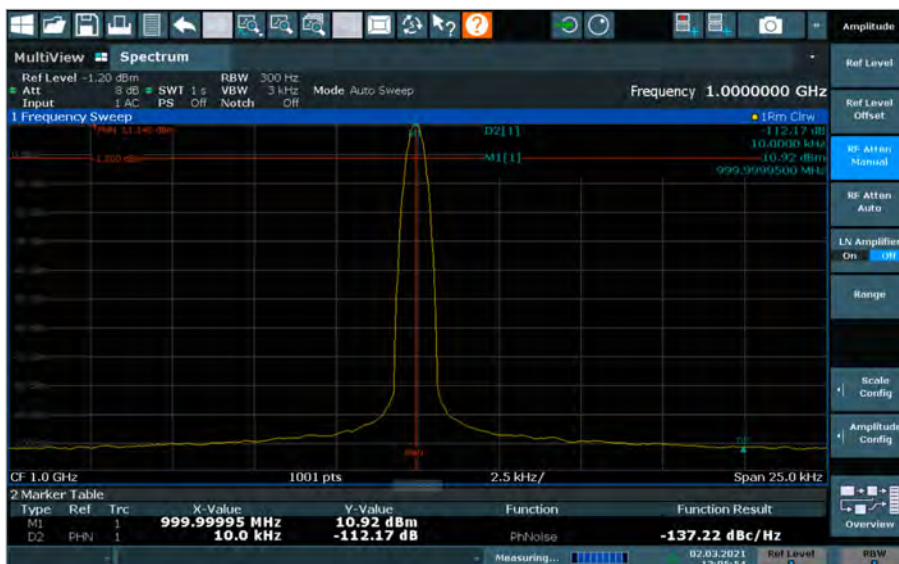 Amplitude
MultiView Spectrum
Ref Level -1.20 dBm RBW 300 Hz
Att 8 dB SWT 1 s VBW 3 kHz Mode Auto Sweep Frequency 1.0000000 GHz
Input 1 AC PS Off Notch Off
1 Frequency Sweep 1Rm Clrw
D2[1] -112.17 dB
10.0000 kHz
-1.200 dBm M1[1] 10.92 dBm
999.9999500 MHz
CF 1.0 GHz 1001 pts 2.5 kHz/ Span 25.0 kHz
2 Marker Table
Type Ref Trc X-Value Y-Value Function Function Result
M1 1 999.99995 MHz 10.92 dBm
D2 PHN 1 10.0 kHz -112.17 dB PhNoise -137.22 dBc/Hz
Measuring... 02.03.2021 Ref Level RBW
Ref Level
Ref Level
Offset
RF Atten
Manual
RF Atten
Auto
LN Amplifier
On Off
Range
Scale
Config
Amplitude
Config
Overview